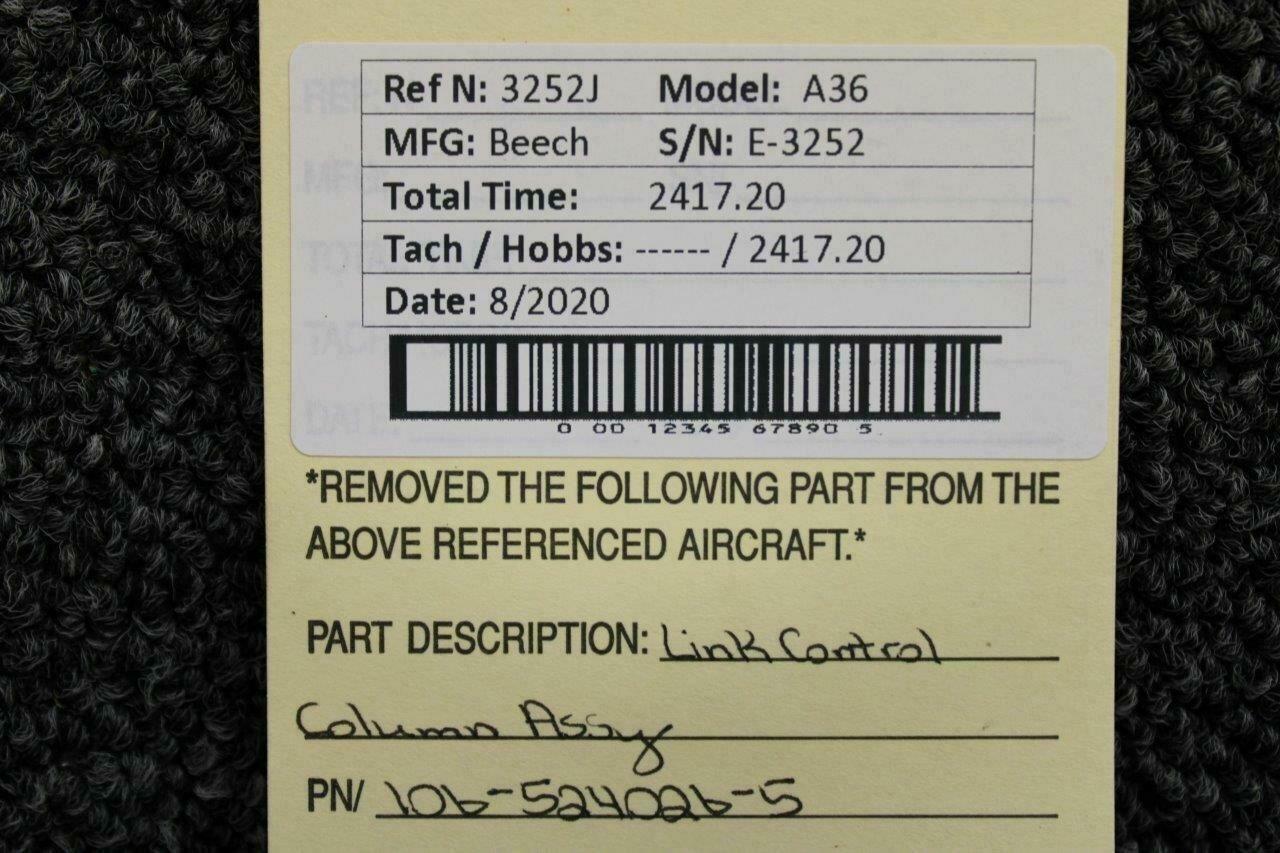 Ref N: 3252J Model: A36
MFG: Beech S/N: E-3252
Total Time: 2417.20
Tach / Hobbs: ------ / 2417.20
Date: 8/2020
0 00 12345 67890 5
*REMOVED THE FOLLOWING PART FROM THE
ABOVE REFERENCED AIRCRAFT.*
PART DESCRIPTION: Link Control
Column Assy
PN/ 106-524026-5